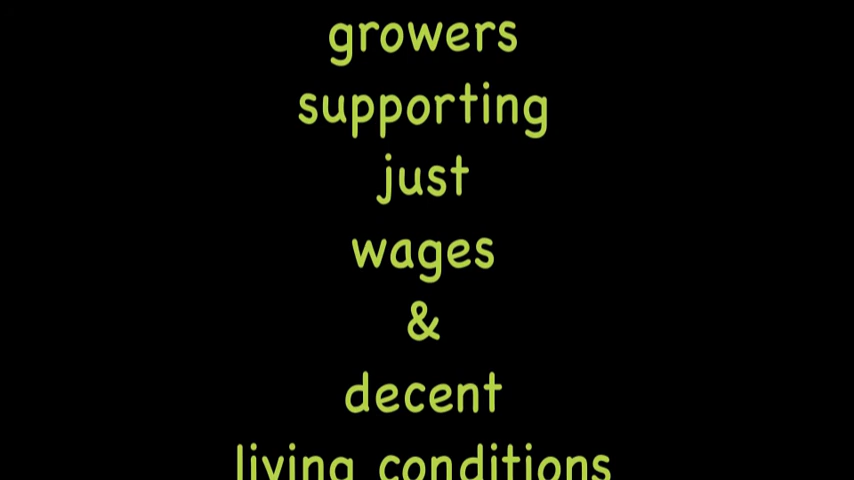 growers
supporting
just
wages
&
decent
living conditions